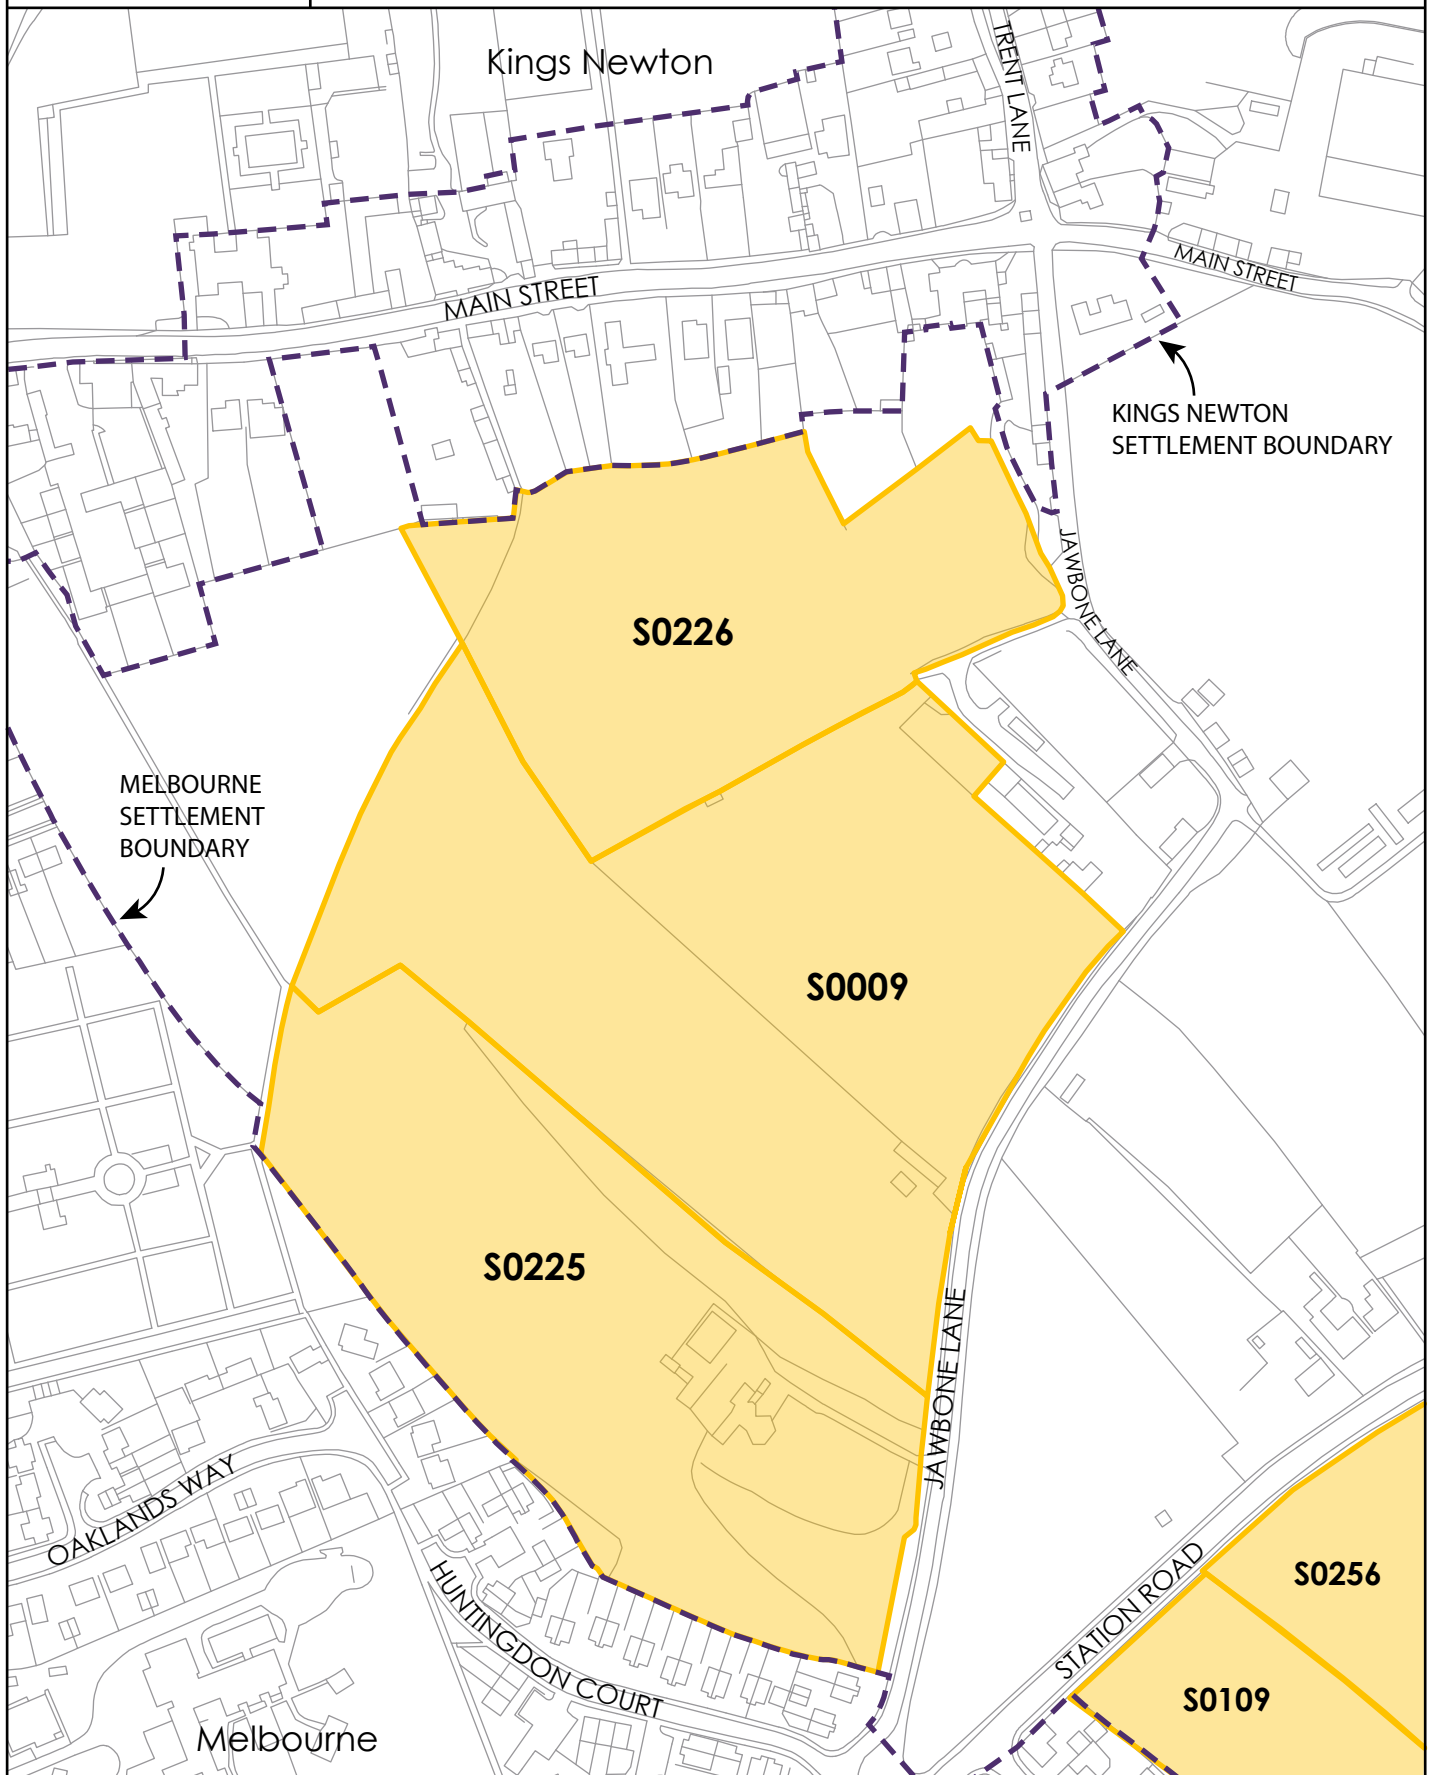 Kings Newton
TRENT LANE
MAIN STREET
MAIN STREET
KINGS NEWTON
SETTLEMENT BOUNDARY
JAWBONE LANE
S0226
MELBOURNE
SETTLEMENT
BOUNDARY
S0009
S0225
JAWBONE LANE
OAKLANDS WAY
HUNTINGDON COURT
STATION ROAD
S0256
S0109
Melbourne